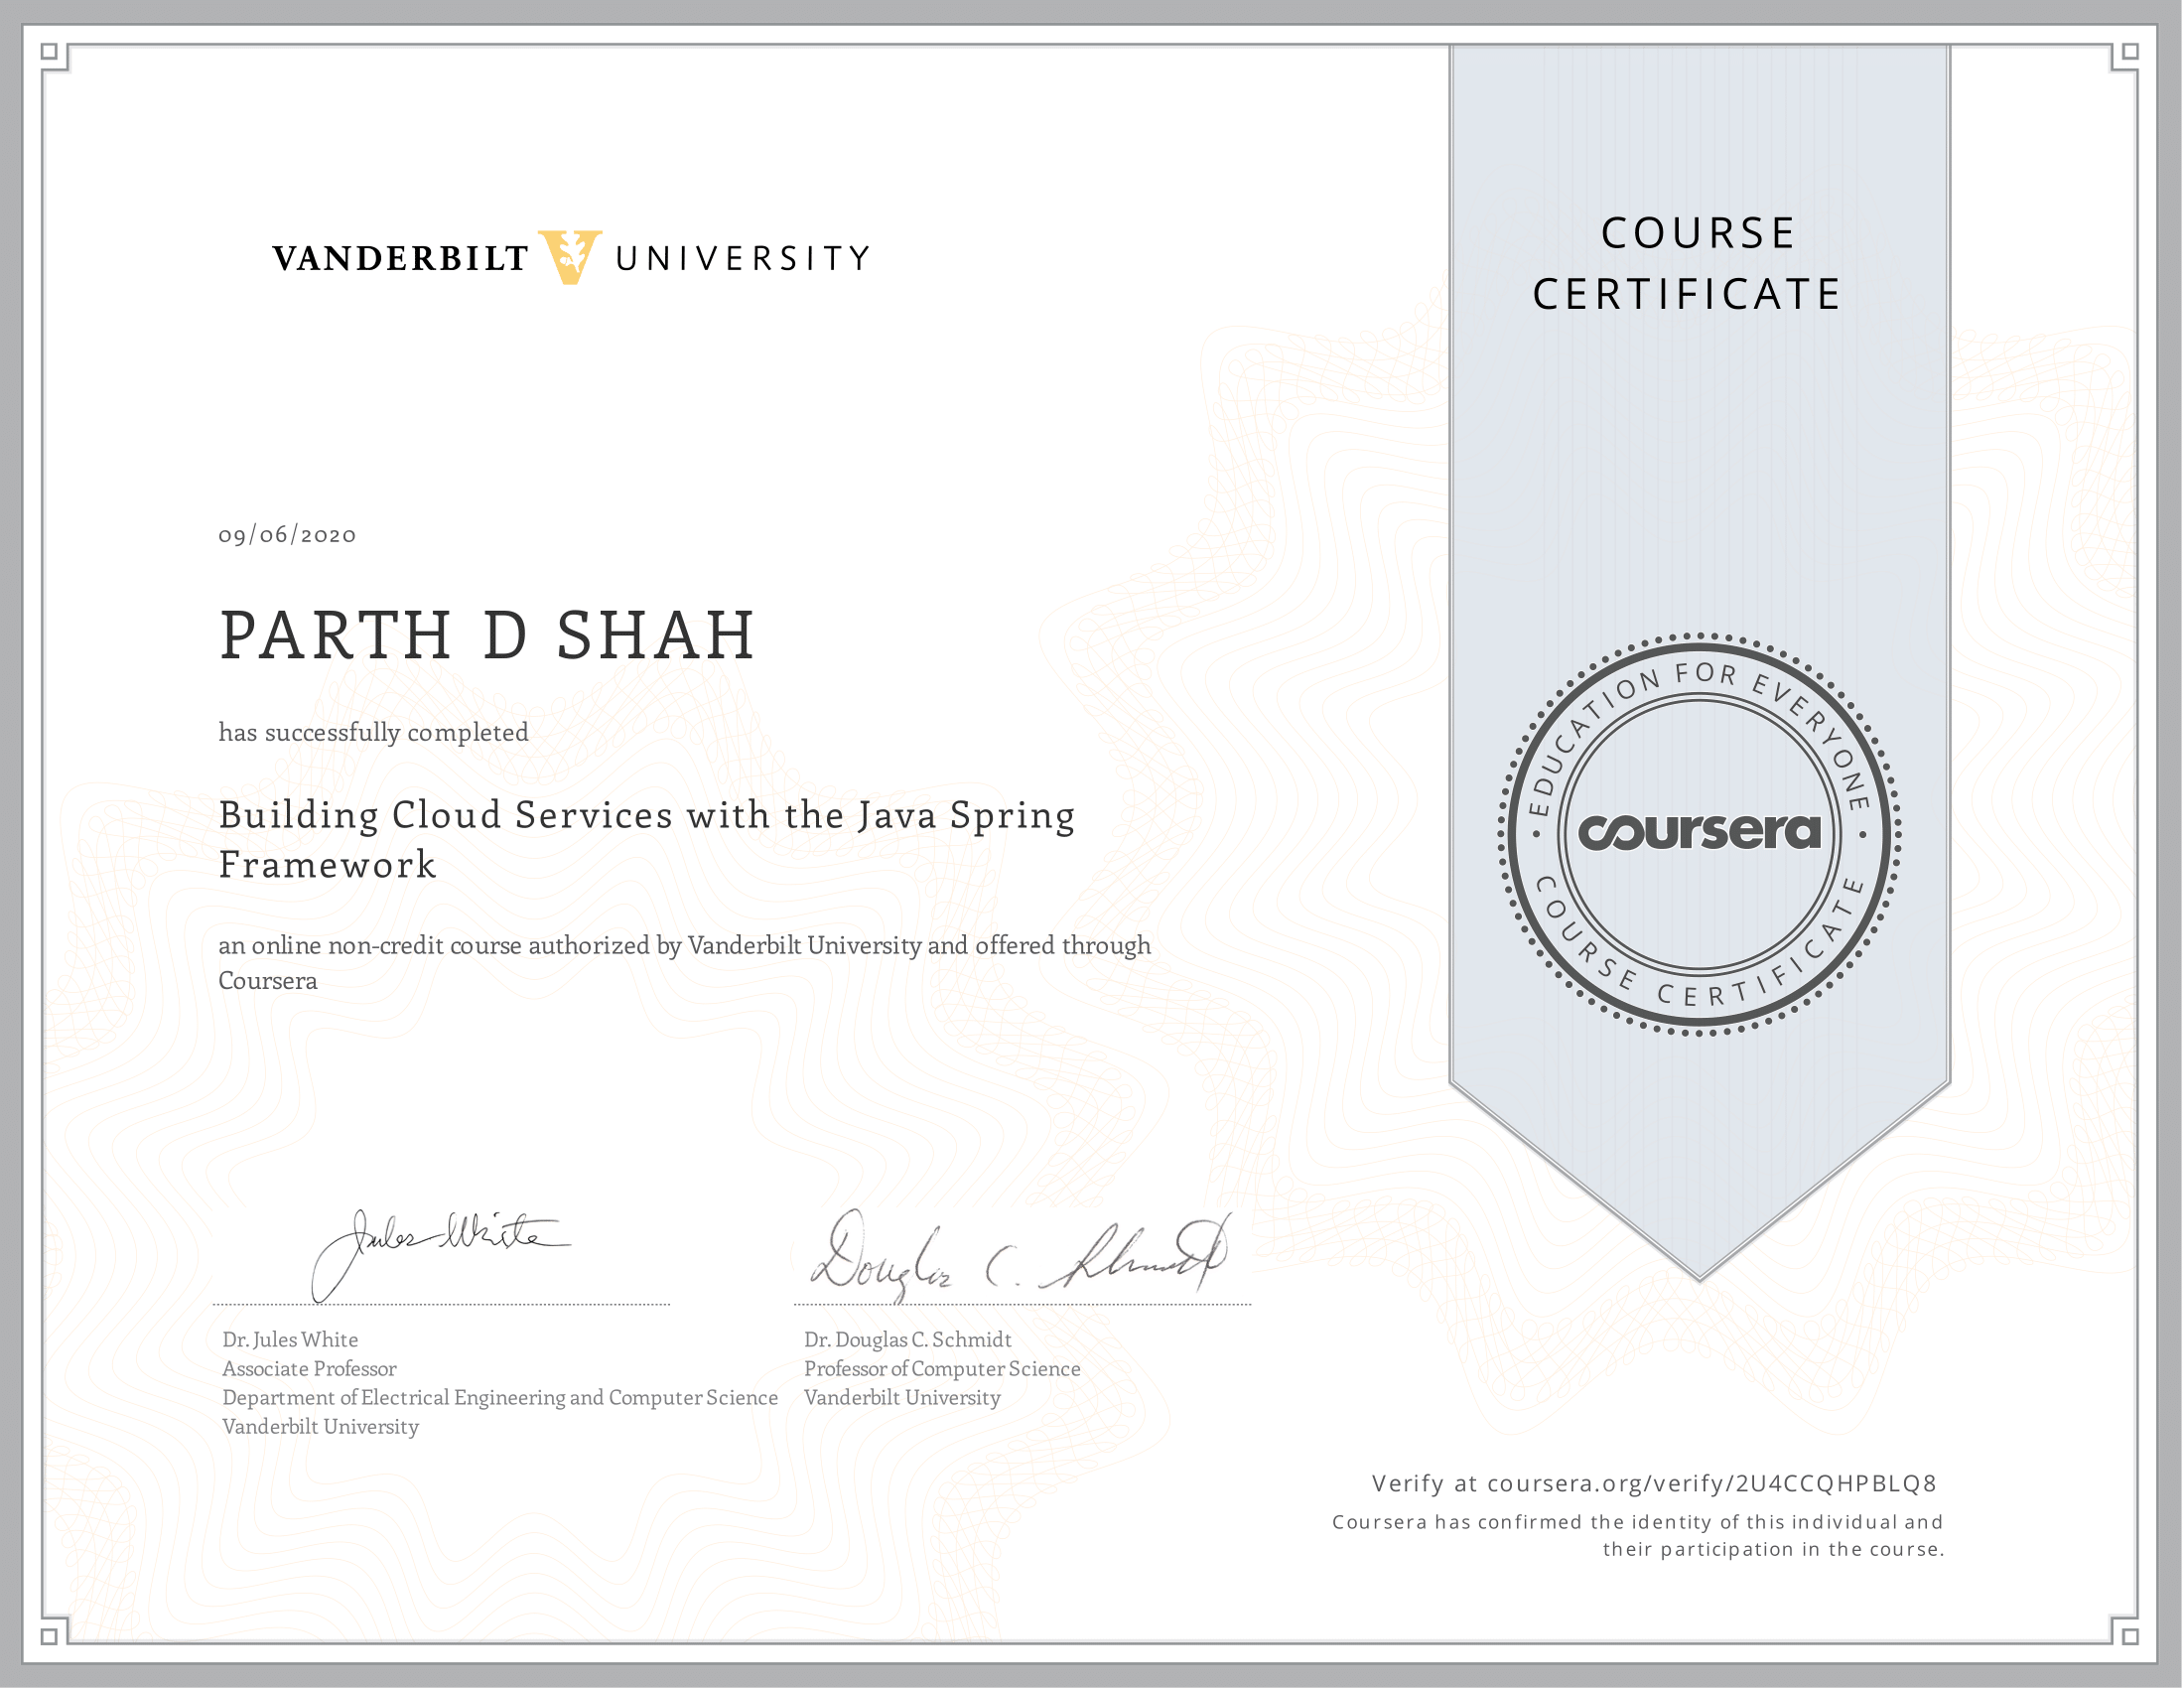 VANDERBILT UNIVERSITY
COURSE
CERTIFICATE
09/06/2020
PARTH D SHAH
has successfully completed
Building Cloud Services with the Java Spring
Framework
an online non-credit course authorized by Vanderbilt University and offered through
Coursera
EDUCATION FOR EVERYONE
coursera
COURSE CERTIFICATE
Jules White
Douglas C. Schmidt
Dr. Jules White
Associate Professor
Department of Electrical Engineering and Computer Science
Vanderbilt University
Dr. Douglas C. Schmidt
Professor of Computer Science
Vanderbilt University
Verify at coursera.org/verify/2U4CCQHPBLQ8
Coursera has confirmed the identity of this individual and
their participation in the course.